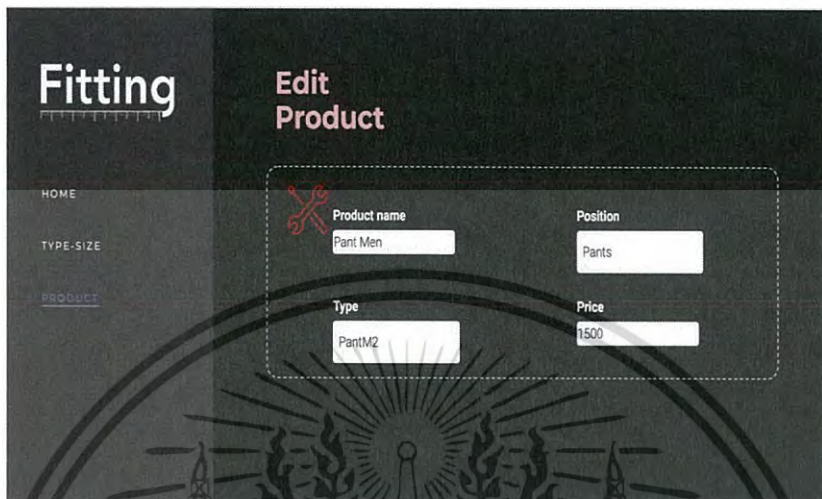 Fitting
HOME
TYPE-SIZE
PRODUCT
Edit
Product
Product name
Pant Men
Position
Pants
Type
PantM2
Price
1500